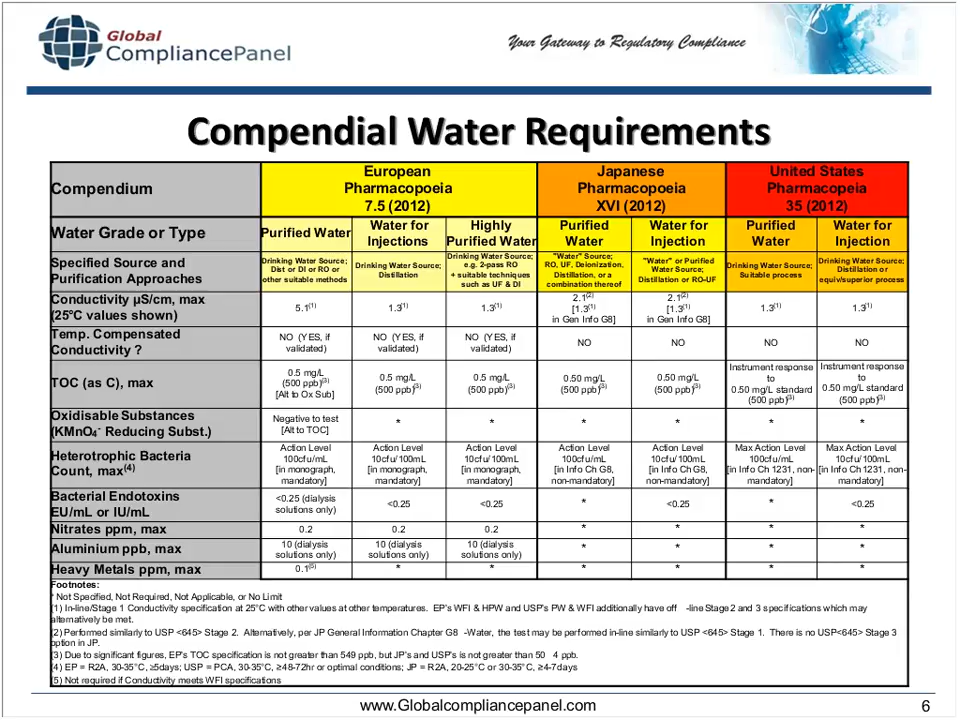 Global
CompliancePanel
Your Gateway to Regulatory Compliance
Compendial Water Requirements
Compendium
European
Pharmacopoeia
7.5 (2012)
Japanese
Pharmacopoeia
XVI (2012)
United States
Pharmacopeia
35 (2012)
Water Grade or Type
Purified Water
Water for
Injections
Highly
Purified Water
Purified
Water
Water for
Injection
Purified
Water
Water for
Injection
Specified Source and
Purification Approaches
Drinking Water Source;
Dist or DI or RO or
other suitable methods
Drinking Water Source;
Distillation
Drinking Water Source;
e.g. 2-pass RO
+ suitable techniques
such as UF & DI
"Water" Source;
RO, UF, Deionization,
Distillation, or a
combination thereof
"Water" or Purified
Water Source;
Distillation or RO-UF
Drinking Water Source;
Suitable process
Drinking Water Source;
Distillation or
equiv/superior process
Conductivity µS/cm, max
(25°C values shown)
5.1(1)
1.3(1)
1.3(1)
2.1(2)
[1.3(1)
in Gen Info G8]
2.1(2)
[1.3(1)
in Gen Info G8]
1.3(1)
1.3(1)
Temp. Compensated
Conductivity ?
NO (YES, if
validated)
NO (YES, if
validated)
NO (YES, if
validated)
NO
NO
NO
NO
TOC (as C), max
0.5 mg/L
(500 ppb)(3)
[Alt to Ox Sub]
0.5 mg/L
(500 ppb)(3)
0.5 mg/L
(500 ppb)(3)
0.50 mg/L
(500 ppb)(3)
0.50 mg/L
(500 ppb)(3)
Instrument response
to
0.50 mg/L standard
(500 ppb)(3)
Instrument response
to
0.50 mg/L standard
(500 ppb)(3)
Oxidisable Substances
(KMnO4- Reducing Subst.)
Negative to test
[Alt to TOC]
*
*
*
*
*
*
Heterotrophic Bacteria
Count, max(4)
Action Level
100cfu/mL
[in monograph,
mandatory]
Action Level
10cfu/100mL
[in monograph,
mandatory]
Action Level
10cfu/100mL
[in monograph,
mandatory]
Action Level
100cfu/mL
[in Info Ch G8,
non-mandatory]
Action Level
10cfu/100mL
[in Info Ch G8,
non-mandatory]
Max Action Level
100cfu/mL
[in Info Ch 1231, non-
mandatory]
Max Action Level
10cfu/100mL
[in Info Ch 1231, non-
mandatory]
Bacterial Endotoxins
EU/mL or IU/mL
<0.25 (dialysis
solutions only)
<0.25
<0.25
*
<0.25
*
<0.25
Nitrates ppm, max
0.2
0.2
0.2
*
*
*
*
Aluminium ppb, max
10 (dialysis
solutions only)
10 (dialysis
solutions only)
10 (dialysis
solutions only)
*
*
*
*
Heavy Metals ppm, max
0.1(5)
*
*
*
*
*
*
Footnotes:
* Not Specified, Not Required, Not Applicable, or No Limit
(1) In-line/Stage 1 Conductivity specification at 25°C with other values at other temperatures. EP's WFI & HPW and USP's PW & WFI additionally have off -line Stage 2 and 3 specifications which may
alternatively be met.
(2) Performed similarly to USP <645> Stage 2. Alternatively, per JP General Information Chapter G8 -Water, the test may be performed in-line similarly to USP <645> Stage 1. There is no USP<645> Stage 3
option in JP.
(3) Due to significant figures, EP's TOC specification is not greater than 549 ppb, but JP's and USP's is not greater than 50 4 ppb.
(4) EP = R2A, 30-35°C, ≥5days; USP = PCA, 30-35°C, ≥48-72hr or optimal conditions; JP = R2A, 20-25°C or 30-35°C, ≥4-7days
(5) Not required if Conductivity meets WFI specifications
www.Globalcompliancepanel.com
6